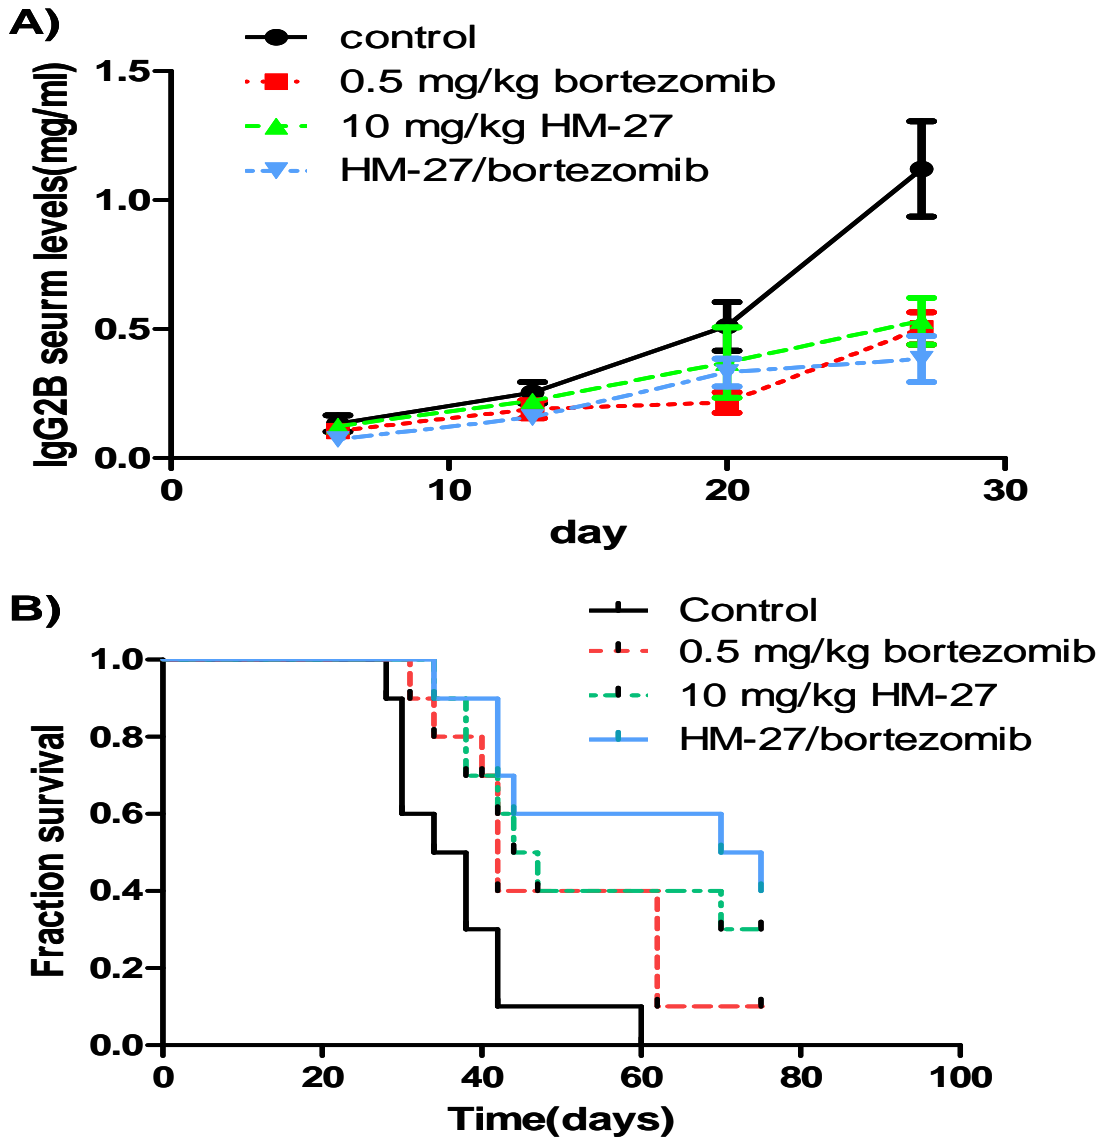 A)
control
0.5 mg/kg bortezomib
10 mg/kg HM-27
HM-27/bortezomib
IgG2B seurm levels(mg/ml)
1.5
1.0
0.5
0.0
0 10 20 30
day
B)
Control
0.5 mg/kg bortezomib
10 mg/kg HM-27
HM-27/bortezomib
Fraction survival
1.0
0.8
0.6
0.4
0.2
0.0
0 20 40 60 80 100
Time(days)